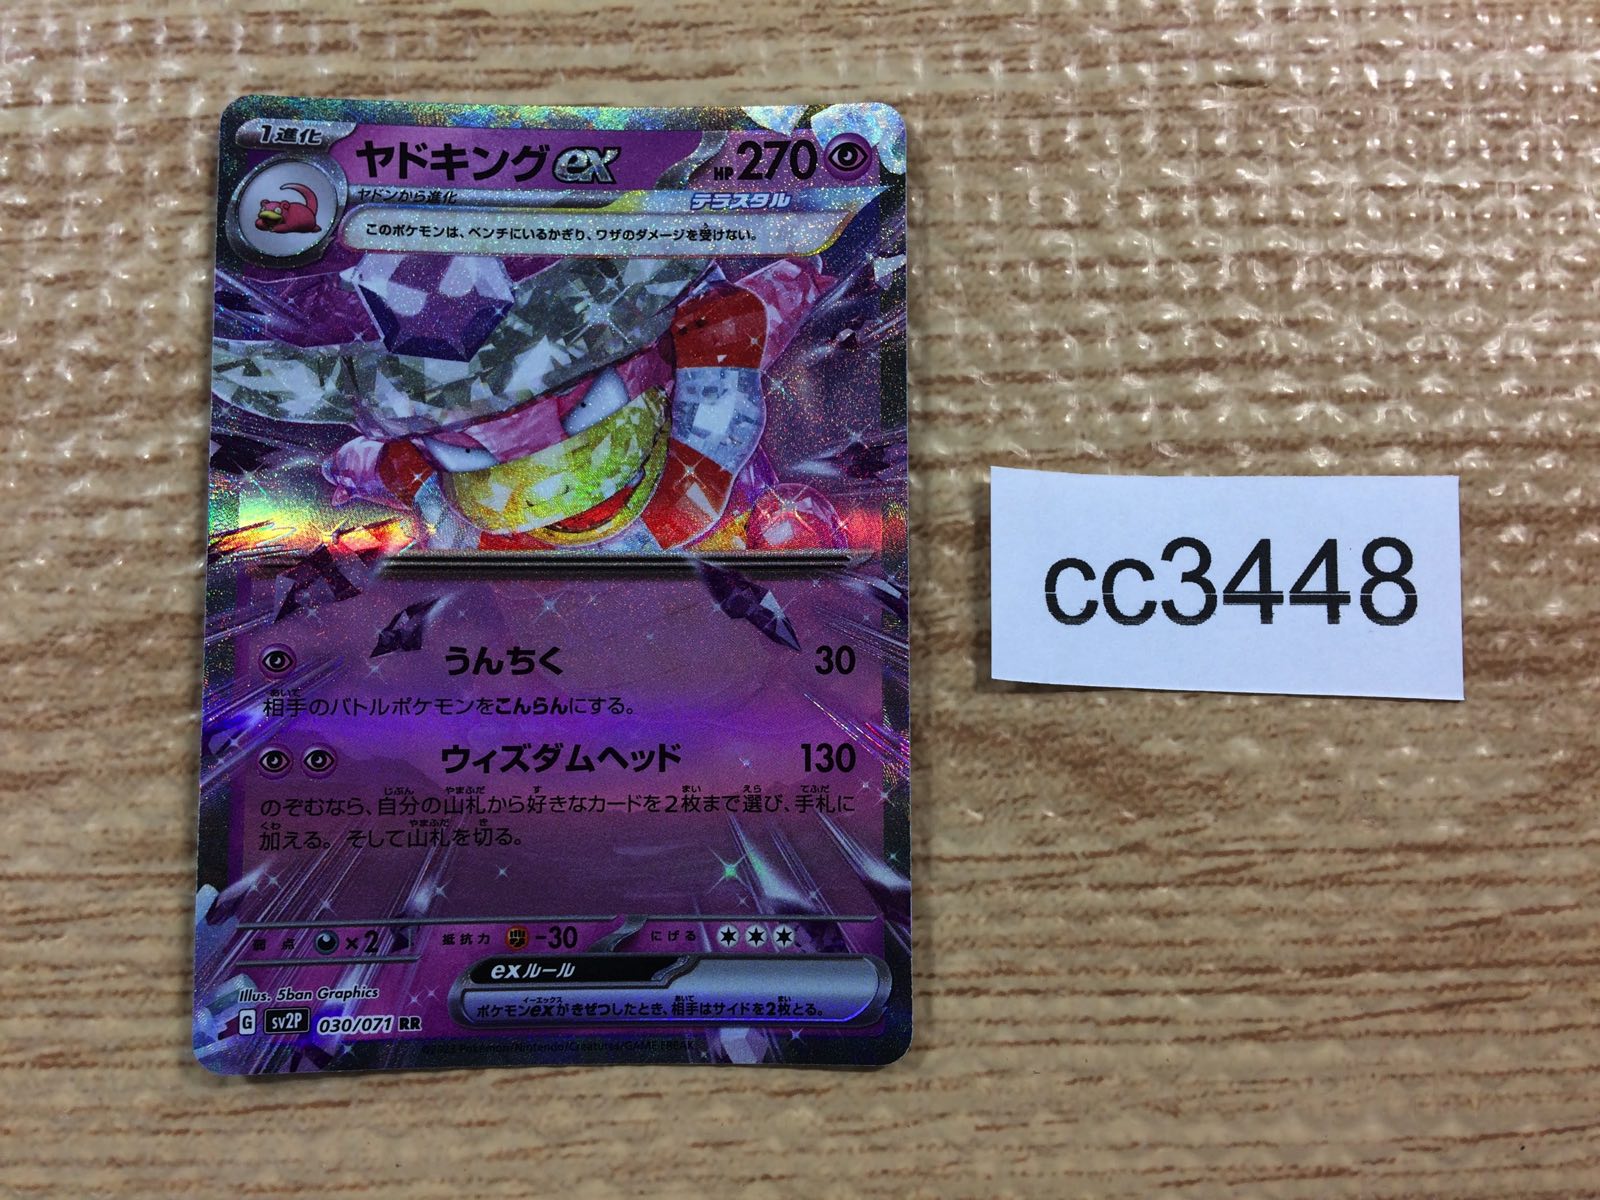 1進化
ヤドキングex
HP270
ヤドンから進化
テラスタル
このポケモンは、ベンチにいるかぎり、ワザのダメージを受けない。
うんちく 30
相手のバトルポケモンをこんらんにする。
ウィズダムヘッド 130
のぞむなら、自分の山札から好きなカードを2枚まで選び、手札に
加える。そして山札を切る。
弱点 ×2 抵抗力 -30 にげる
exルール
ポケモンexがきぜつしたとき、相手はサイドを2枚とる。
Illus. 5ban Graphics
G sv2P 030/071 RR
©2023 Pokémon/Nintendo/Creatures/GAME FREAK
cc3448